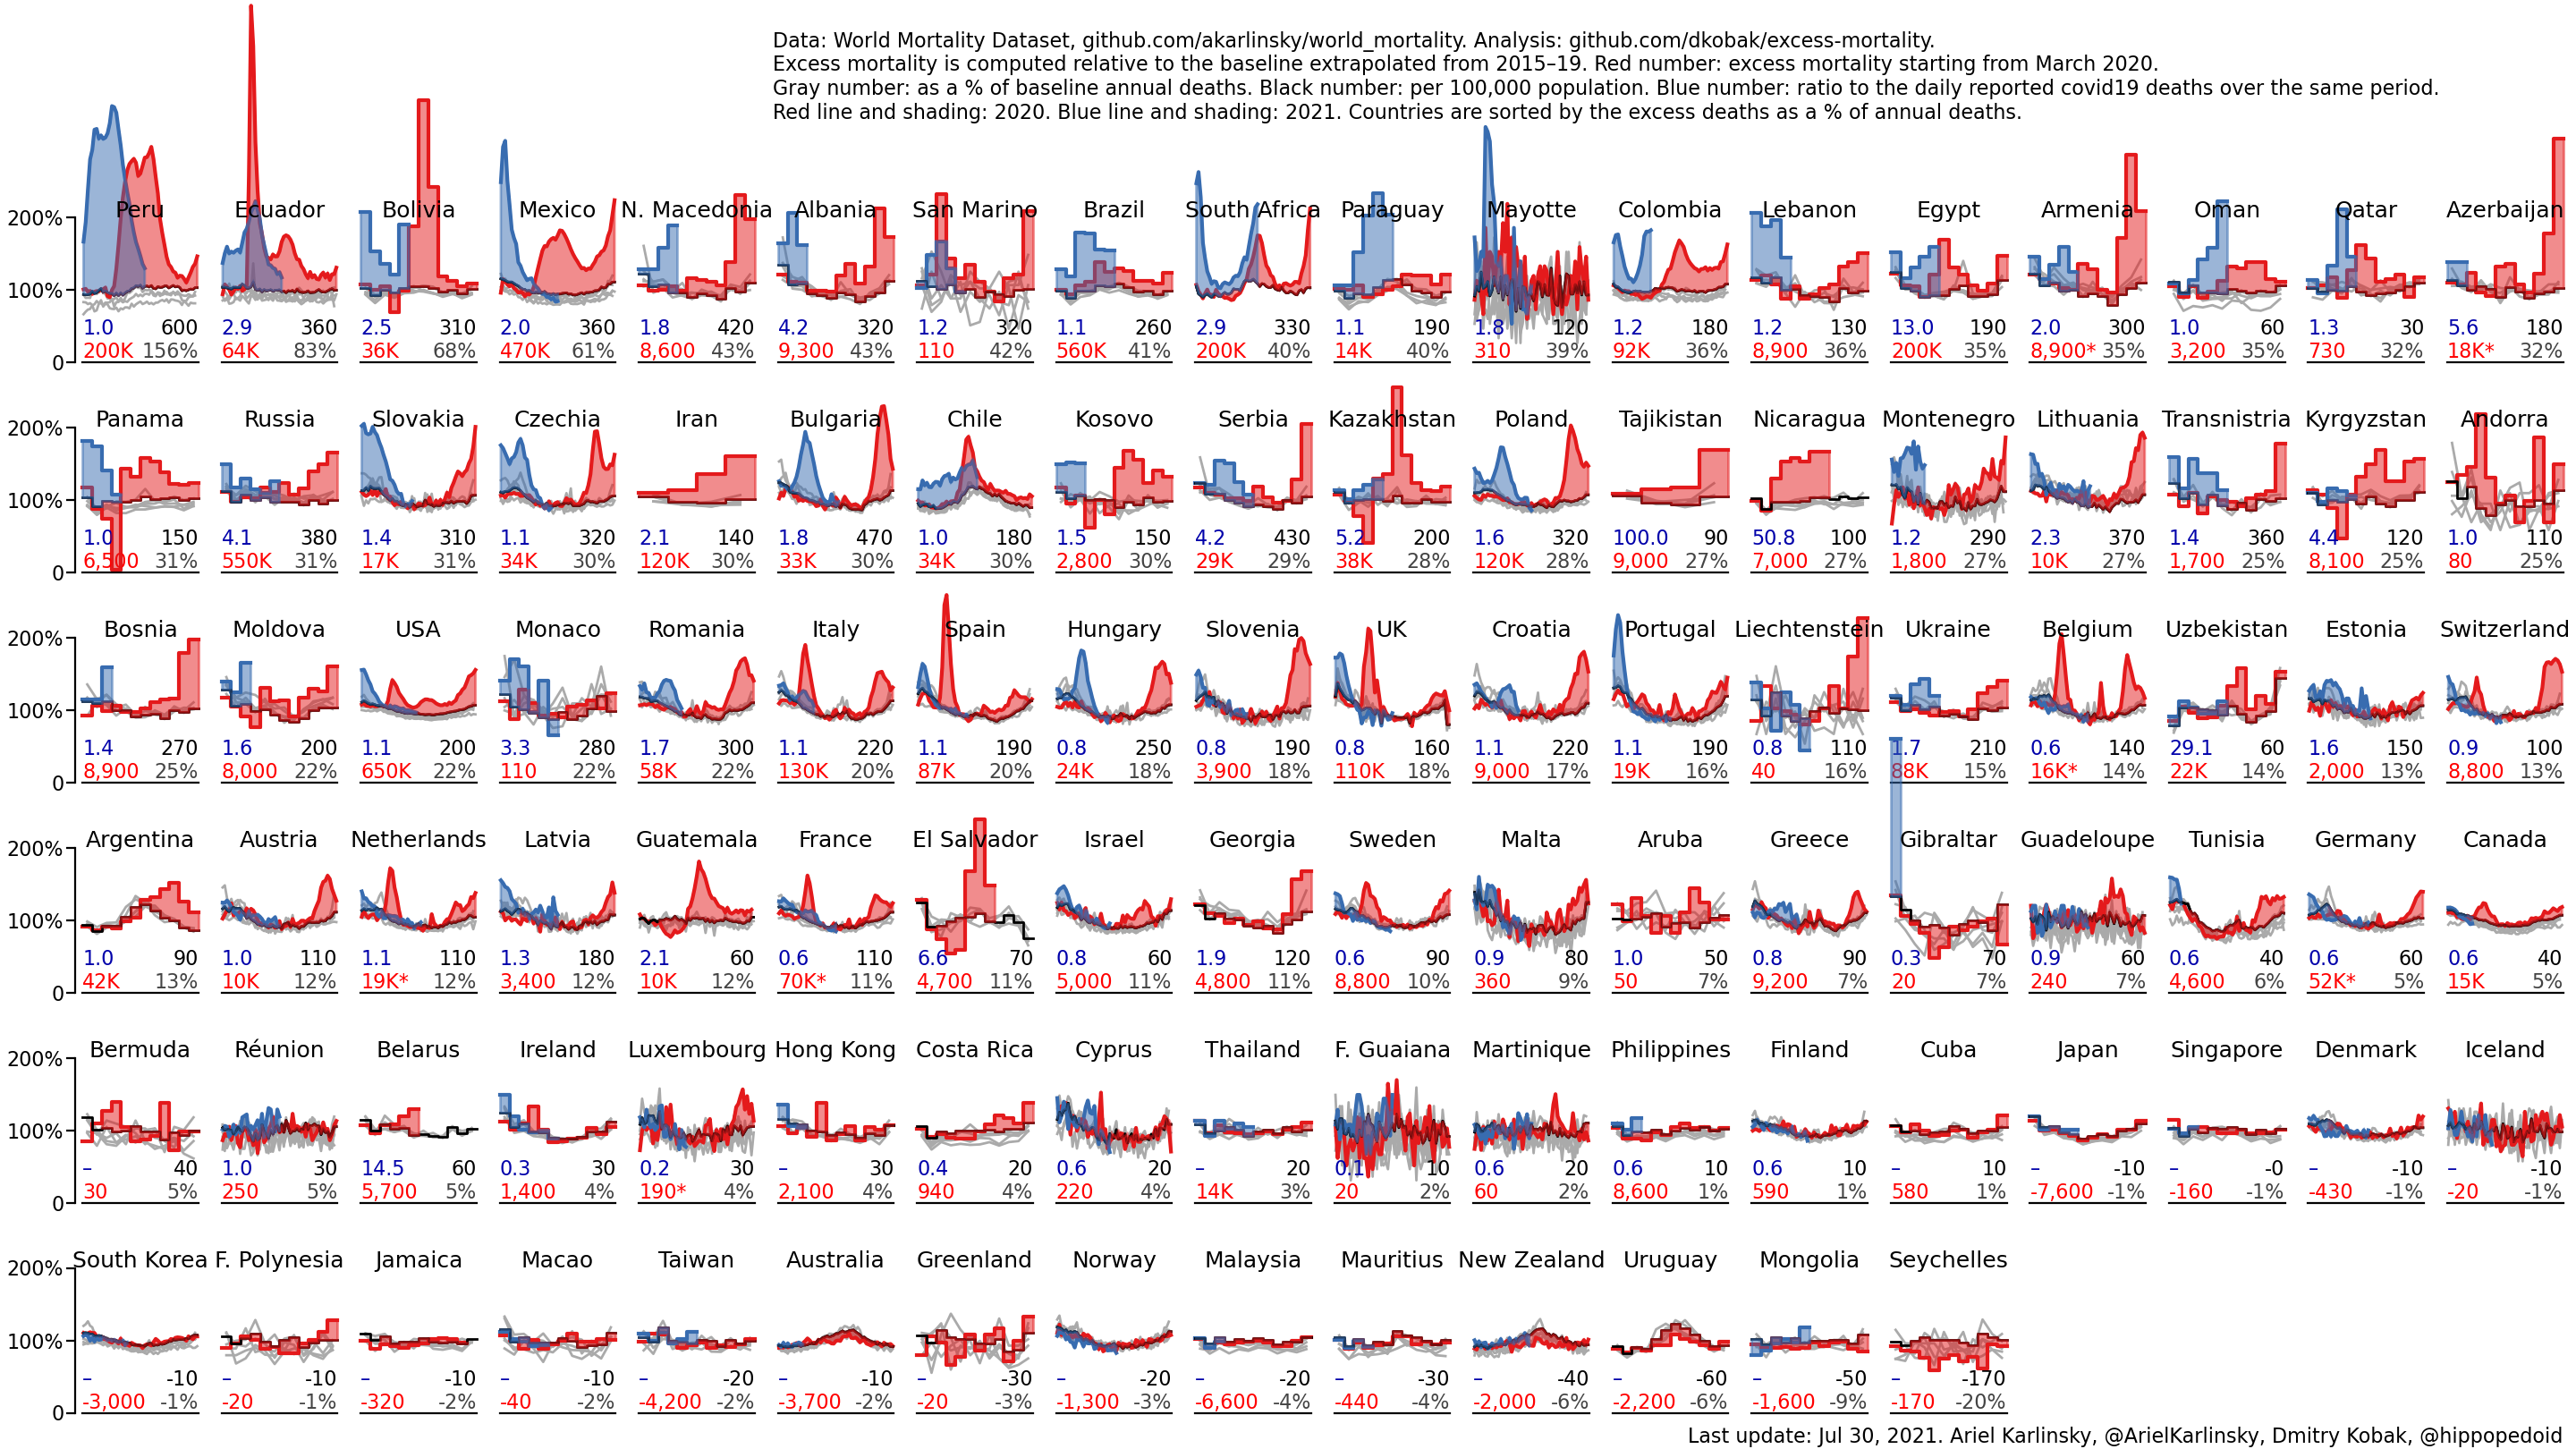 Data: World Mortality Dataset, github.com/akarlinsky/world_mortality. Analysis: github.com/dkobak/excess-mortality.
Excess mortality is computed relative to the baseline extrapolated from 2015–19. Red number: excess mortality starting from March 2020.
Gray number: as a % of baseline annual deaths. Black number: per 100,000 population. Blue number: ratio to the daily reported covid19 deaths over the same period.
Red line and shading: 2020. Blue line and shading: 2021. Countries are sorted by the excess deaths as a % of annual deaths.
200% Peru Ecuador Bolivia Mexico N. Macedonia Albania San Marino Brazil South Africa Paraguay Mayotte Colombia Lebanon Egypt Armenia Oman Qatar Azerbaijan
100%
1.0 600 2.9 360 2.5 310 2.0 360 1.8 420 4.2 320 1.2 320 1.1 260 2.9 330 1.1 190 1.8 120 1.2 180 1.2 130 13.0 190 2.0 300 1.0 60 1.3 30 5.6 180
0 200K 156% 64K 83% 36K 68% 470K 61% 8,600 43% 9,300 43% 110 42% 560K 41% 200K 40% 14K 40% 310 39% 92K 36% 8,900 36% 200K 35% 8,900* 35% 3,200 35% 730 32% 18K* 32%
200% Panama Russia Slovakia Czechia Iran Bulgaria Chile Kosovo Serbia Kazakhstan Poland Tajikistan Nicaragua Montenegro Lithuania Transnistria Kyrgyzstan Andorra
100%
1.0 150 4.1 380 1.4 310 1.1 320 2.1 140 1.8 470 1.0 180 1.5 150 4.2 430 5.2 200 1.6 320 100.0 90 50.8 100 1.2 290 2.3 370 1.4 360 4.4 120 1.0 110
0 6,500 31% 550K 31% 17K 31% 34K 30% 120K 30% 33K 30% 34K 30% 2,800 30% 29K 29% 38K 28% 120K 28% 9,000 27% 7,000 27% 1,800 27% 10K 27% 1,700 25% 8,100 25% 80 25%
200% Bosnia Moldova USA Monaco Romania Italy Spain Hungary Slovenia UK Croatia Portugal Liechtenstein Ukraine Belgium Uzbekistan Estonia Switzerland
100%
1.4 270 1.6 200 1.1 200 3.3 280 1.7 300 1.1 220 1.1 190 0.8 250 0.8 190 0.8 160 1.1 220 1.1 190 0.8 110 1.7 210 0.6 140 29.1 60 1.6 150 0.9 100
0 8,900 25% 8,000 22% 650K 22% 110 22% 58K 22% 130K 20% 87K 20% 24K 18% 3,900 18% 110K 18% 9,000 17% 19K 16% 40 16% 88K 15% 16K* 14% 22K 14% 2,000 13% 8,800 13%
200% Argentina Austria Netherlands Latvia Guatemala France El Salvador Israel Georgia Sweden Malta Aruba Greece Gibraltar Guadeloupe Tunisia Germany Canada
100%
1.0 90 1.0 110 1.1 110 1.3 180 2.1 60 0.6 110 6.6 70 0.8 60 1.9 120 0.6 90 0.9 80 1.0 50 0.8 90 0.3 70 0.9 60 0.6 40 0.6 60 0.6 40
0 42K 13% 10K 12% 19K* 12% 3,400 12% 10K 12% 70K* 11% 4,700 11% 5,000 11% 4,800 11% 8,800 10% 360 9% 50 7% 9,200 7% 20 7% 240 7% 4,600 6% 52K* 5% 15K 5%
200% Bermuda Réunion Belarus Ireland Luxembourg Hong Kong Costa Rica Cyprus Thailand F. Guaiana Martinique Philippines Finland Cuba Japan Singapore Denmark Iceland
100%
– 40 1.0 30 14.5 60 0.3 30 0.2 30 – 30 0.4 20 0.6 20 – 20 0.1 10 0.6 20 0.6 10 0.6 10 – 10 – -10 – -0 – -10 – -10
0 30 5% 250 5% 5,700 5% 1,400 4% 190* 4% 2,100 4% 940 4% 220 4% 14K 3% 20 2% 60 2% 8,600 1% 590 1% 580 1% -7,600 -1% -160 -1% -430 -1% -20 -1%
200% South Korea F. Polynesia Jamaica Macao Taiwan Australia Greenland Norway Malaysia Mauritius New Zealand Uruguay Mongolia Seychelles
100%
– -10 – -10 – -10 – -10 – -20 – -10 – -30 – -20 – -20 – -30 – -40 – -60 – -50 – -170
0 -3,000 -1% -20 -1% -320 -2% -40 -2% -4,200 -2% -3,700 -2% -20 -3% -1,300 -3% -6,600 -4% -440 -4% -2,000 -6% -2,200 -6% -1,600 -9% -170 -20%
Last update: Jul 30, 2021. Ariel Karlinsky, @ArielKarlinsky, Dmitry Kobak, @hippopedoid